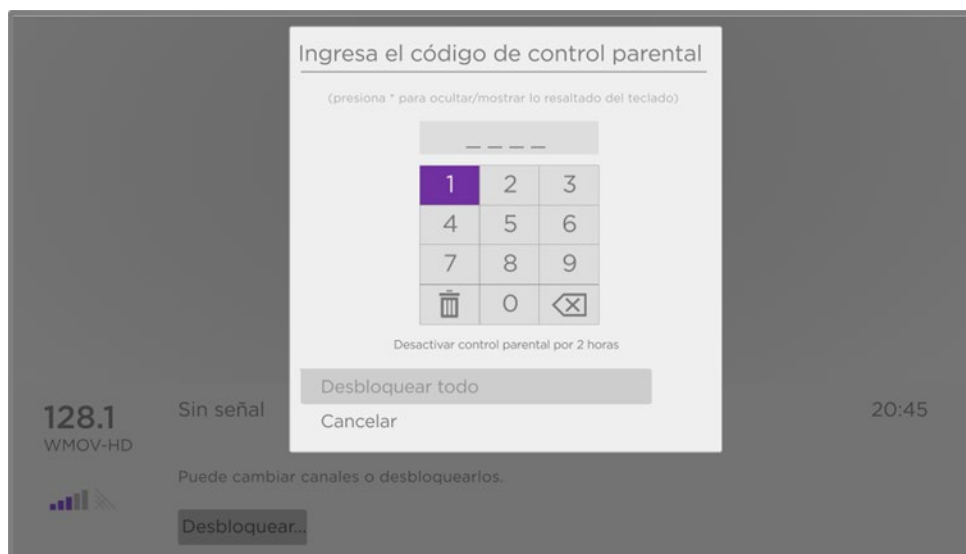 Ingresa el código de control parental
(presiona * para ocultar/mostrar lo resaltado del teclado)
_ _ _ _
1 2 3
4 5 6
7 8 9
0
Desactivar control parental por 2 horas
Desbloquear todo
Cancelar
128.1
WMOV-HD
Sin señal
20:45
Puede cambiar canales o desbloquearlos.
Desbloquear...